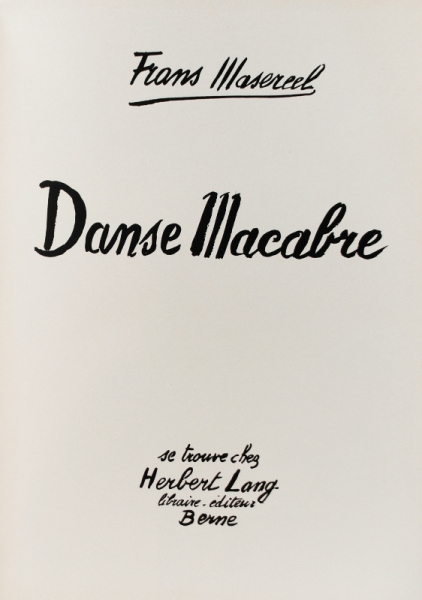 Frans Masereel
Danse Macabre
se trouve chez
Herbert Lang
libraire-éditeur
Berne